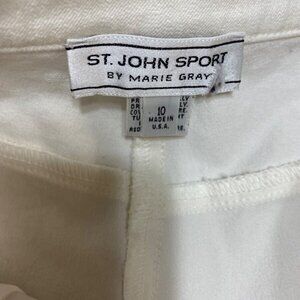 ST. JOHN SPORT
BY MARIE GRAY
10
MADE IN
U.S.A.